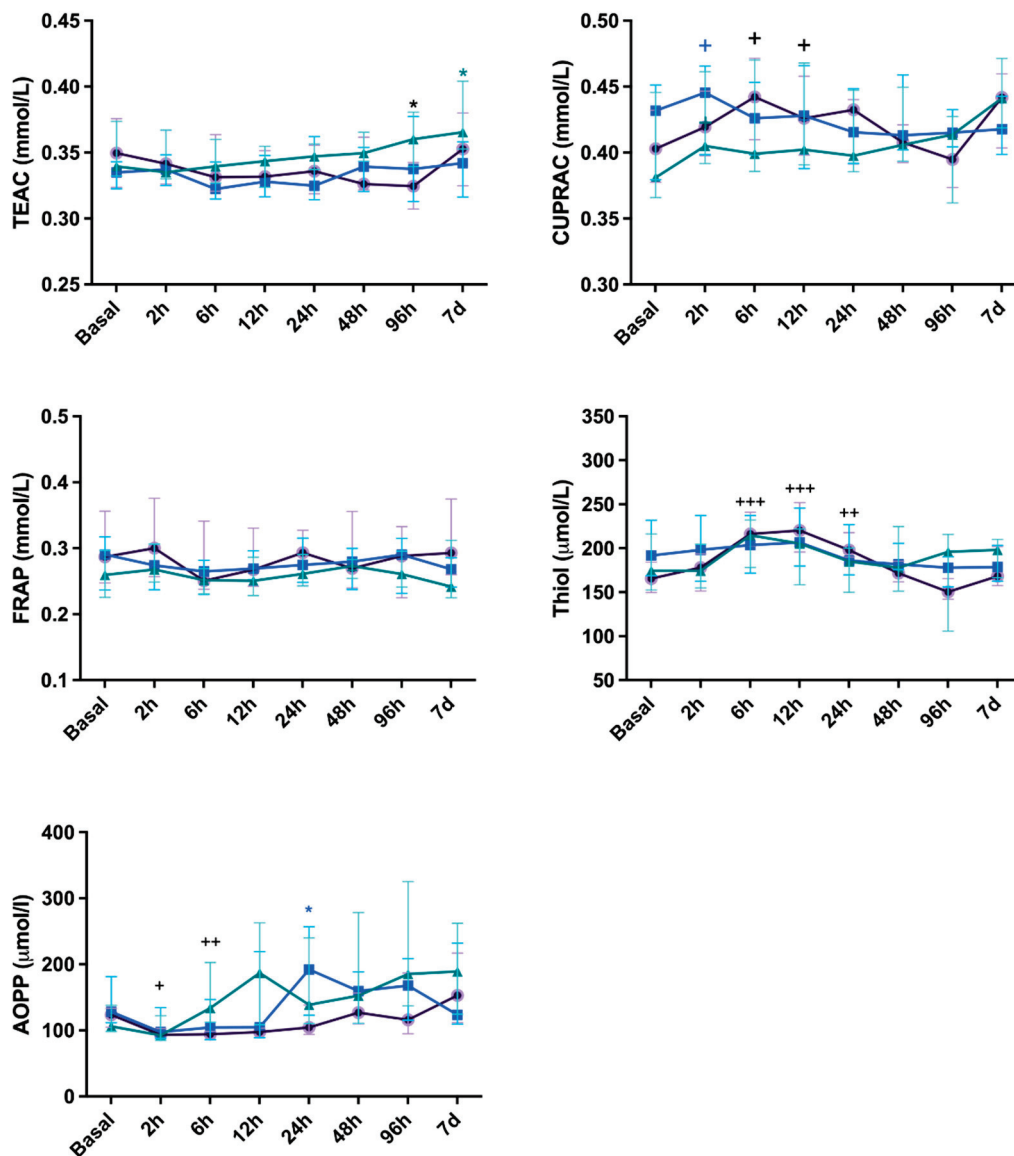 TEAC (mmol/L)
0.45
0.40
0.35
0.30
0.25
*
*
Basal
2h
6h
12h
24h
48h
96h
7d
CUPRAC (mmol/L)
0.50
0.45
0.40
0.35
0.30
+
+
+
Basal
2h
6h
12h
24h
48h
96h
7d
FRAP (mmol/L)
0.5
0.4
0.3
0.2
0.1
Basal
2h
6h
12h
24h
48h
96h
7d
Thiol (μmol/L)
350
300
250
200
150
100
50
+++
+++
++
Basal
2h
6h
12h
24h
48h
96h
7d
AOPP (μmol/l)
400
300
200
100
0
+
++
*
Basal
2h
6h
12h
24h
48h
96h
7d